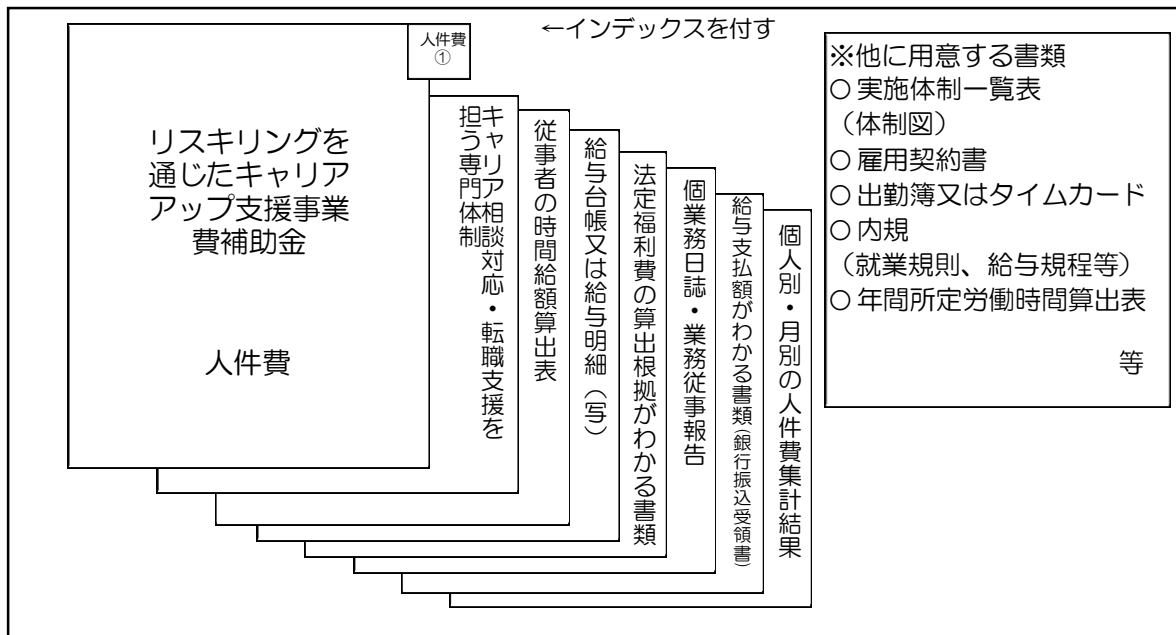 ←インデックスを付す
人件費
①
リスキリングを
通じたキャリア
アップ支援事業
費補助金
人件費
キャリア相談対応・転職支援を
担う専門体制
従事者の時間給額算出表
給与台帳又は給与明細（写）
法定福利費の算出根拠がわかる書類
個業務日誌・業務従事報告
給与支払額がわかる書類（銀行振込受領書）
個人別・月別の人件費集計結果
※他に用意する書類
○実施体制一覧表
（体制図）
○雇用契約書
○出勤簿又はタイムカード
○内規
（就業規則、給与規程等）
○年間所定労働時間算出表
等